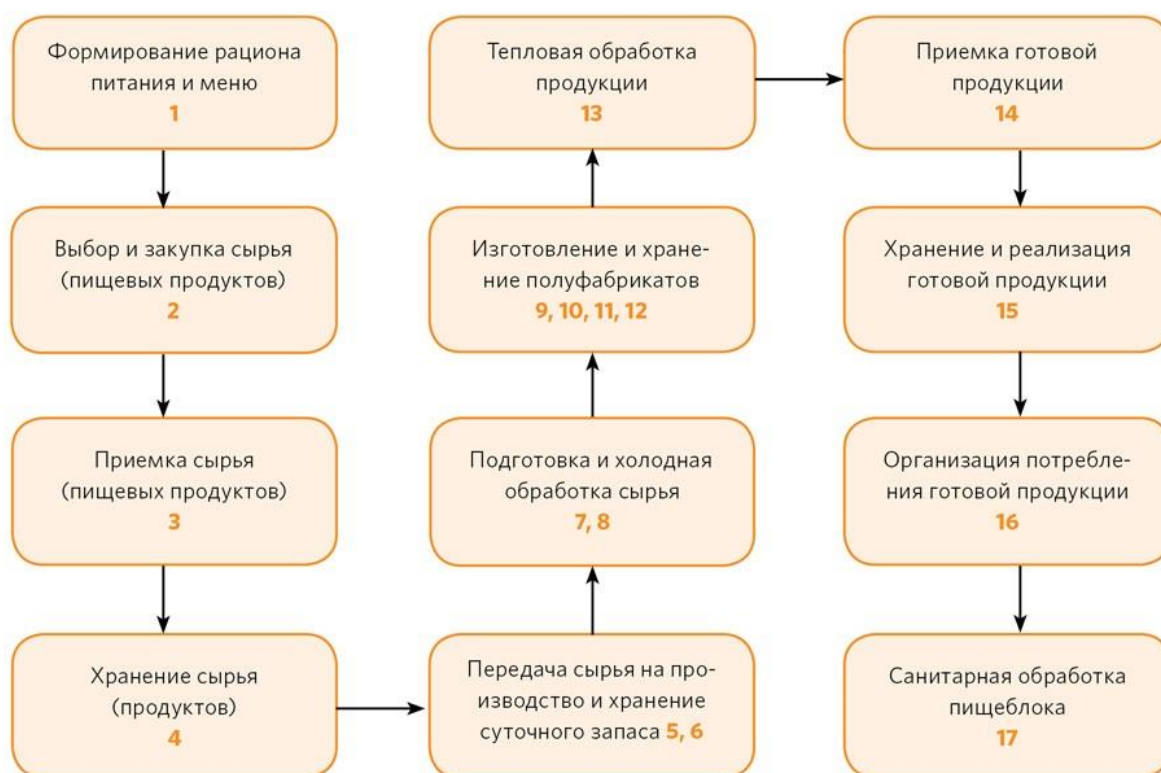 Формирование рациона
питания и меню
1
Выбор и закупка сырья
(пищевых продуктов)
2
Приемка сырья
(пищевых продуктов)
3
Хранение сырья
(продуктов)
4
Передача сырья на про-
изводство и хранение
суточного запаса 5, 6
Подготовка и холодная
обработка сырья
7, 8
Изготовление и хране-
ние полуфабрикатов
9, 10, 11, 12
Тепловая обработка
продукции
13
Приемка готовой
продукции
14
Хранение и реализация
готовой продукции
15
Организация потребле-
ния готовой продукции
16
Санитарная обработка
пищеблока
17